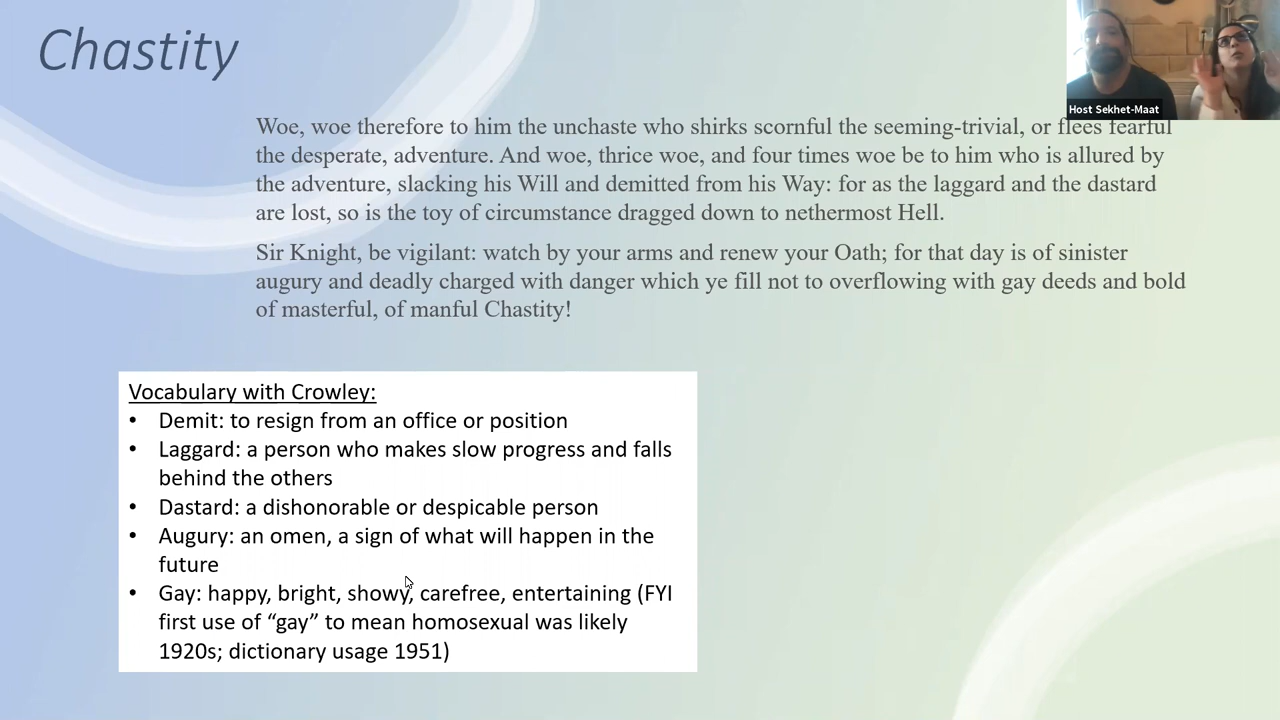 Chastity
Host Sekhet-Maat
Woe, woe therefore to him the unchaste who shirks scornful the seeming-trivial, or flees fearful
the desperate, adventure. And woe, thrice woe, and four times woe be to him who is allured by
the adventure, slacking his Will and demitted from his Way: for as the laggard and the dastard
are lost, so is the toy of circumstance dragged down to nethermost Hell.
Sir Knight, be vigilant: watch by your arms and renew your Oath; for that day is of sinister
augury and deadly charged with danger which ye fill not to overflowing with gay deeds and bold
of masterful, of manful Chastity!
Vocabulary with Crowley:
• Demit: to resign from an office or position
• Laggard: a person who makes slow progress and falls
behind the others
• Dastard: a dishonorable or despicable person
• Augury: an omen, a sign of what will happen in the
future
• Gay: happy, bright, showy, carefree, entertaining (FYI
first use of “gay” to mean homosexual was likely
1920s; dictionary usage 1951)